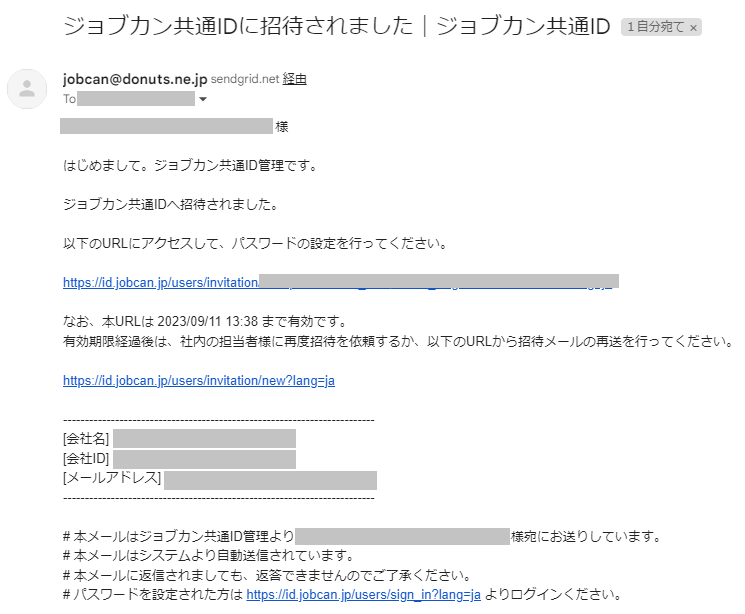 ジョブカン共通IDに招待されました｜ジョブカン共通ID 1 自分宛て ×
jobcan@donuts.ne.jp sendgrid.net 経由
To
様
はじめまして。ジョブカン共通ID管理です。
ジョブカン共通IDへ招待されました。
以下のURLにアクセスして、パスワードの設定を行ってください。
https://id.jobcan.jp/users/invitation/
なお、本URLは 2023/09/11 13:38 まで有効です。
有効期限経過後は、社内の担当者様に再度招待を依頼するか、以下のURLから招待メールの再送を行ってください。
https://id.jobcan.jp/users/invitation/new?lang=ja
------------------------------------------------------------------------
[会社名]
[会社ID]
[メールアドレス]
------------------------------------------------------------------------
# 本メールはジョブカン共通ID管理より 様宛にお送りしています。
# 本メールはシステムより自動送信されています。
# 本メールに返信されましても、返答できませんのでご了承ください。
# パスワードを設定された方は https://id.jobcan.jp/users/sign_in?lang=ja よりログインください。